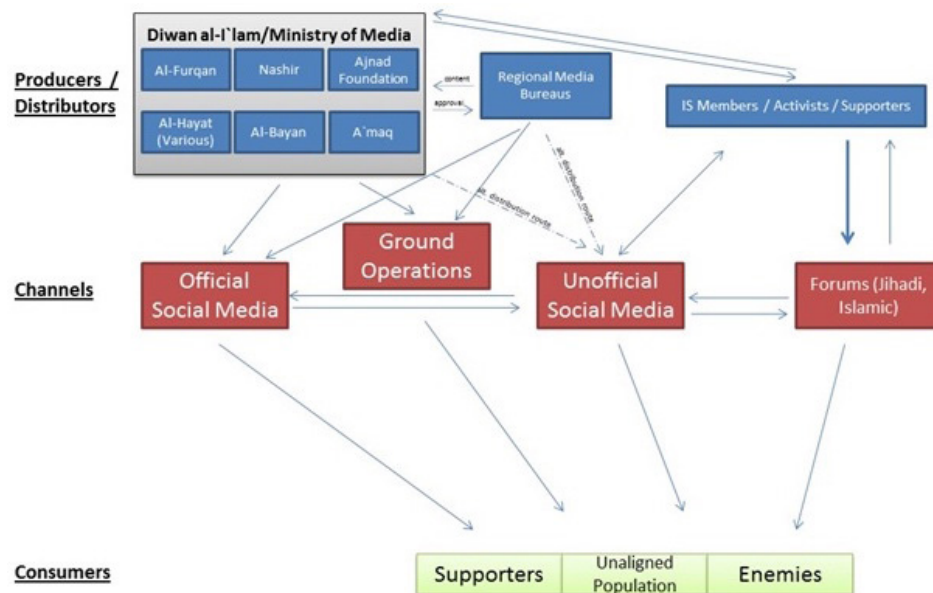 Diwan al-I`lam/Ministry of Media
Al-Furqan
Nashir
Ajnad
Foundation
Al-Hayat
(Various)
Al-Bayan
A`maq
Producers /
Distributors
content
approval
Regional Media
Bureaus
IS Members / Activists / Supporters
alt. distribution route
alt. distribution route
Channels
Official
Social Media
Ground
Operations
Unofficial
Social Media
Forums (Jihadi,
Islamic)
Consumers
Supporters
Unaligned
Population
Enemies